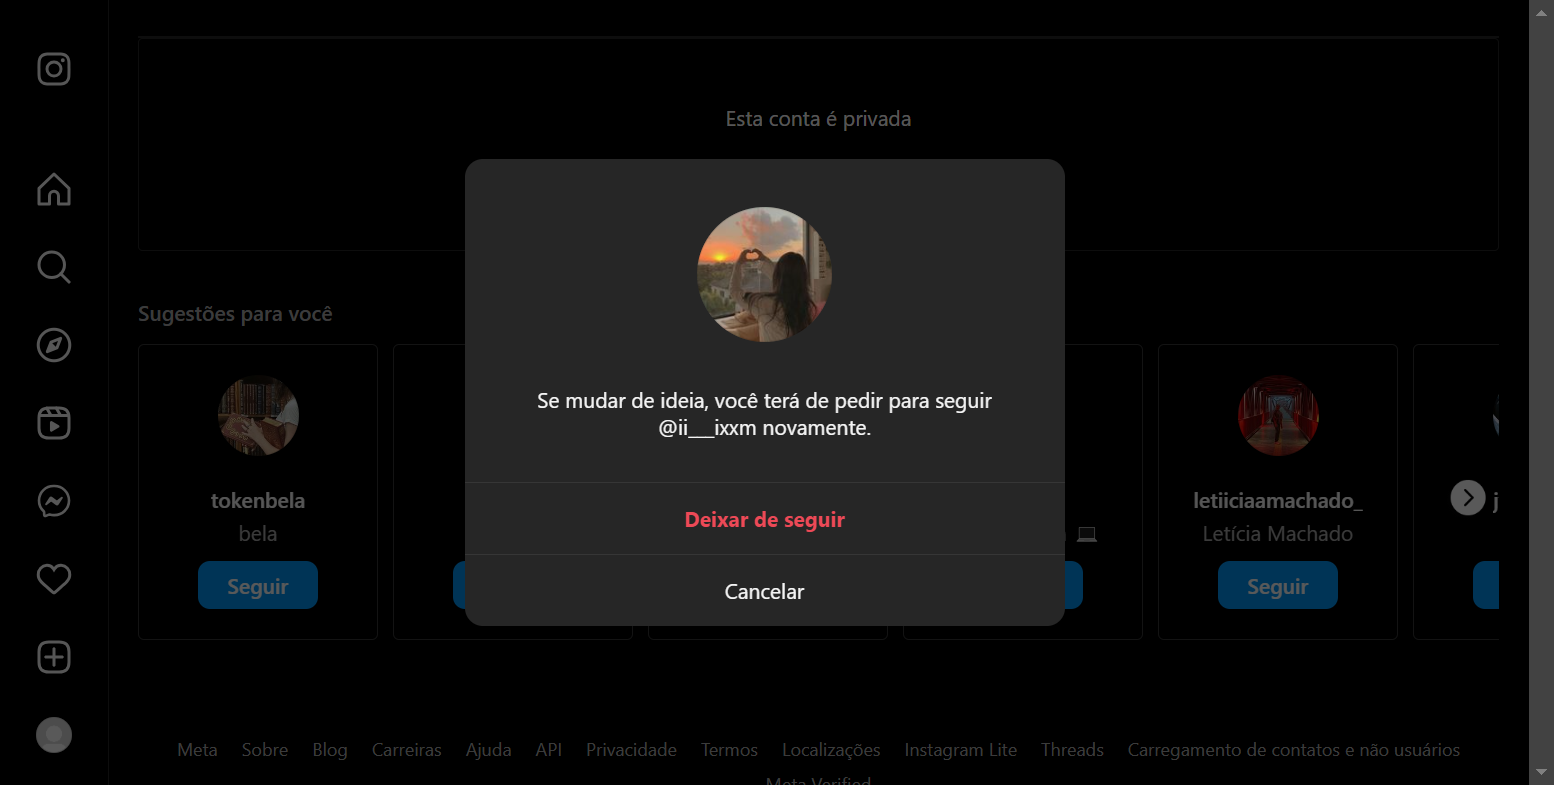 Esta conta é privada
Se mudar de ideia, você terá de pedir para seguir
@ii__ixxm novamente.
Deixar de seguir
Cancelar
Sugestões para você
tokenbela
bela
Seguir
letiiciaamachado_
Letícia Machado
Seguir
j
Meta Sobre Blog Carreiras Ajuda API Privacidade Termos Localizações Instagram Lite Threads Carregamento de contatos e não usuários
Meta Verified